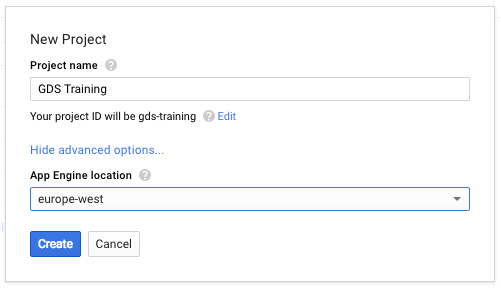 New Project
Project name ?
GDS Training
Your project ID will be gds-training ? Edit
Hide advanced options...
App Engine location ?
europe-west
Create Cancel